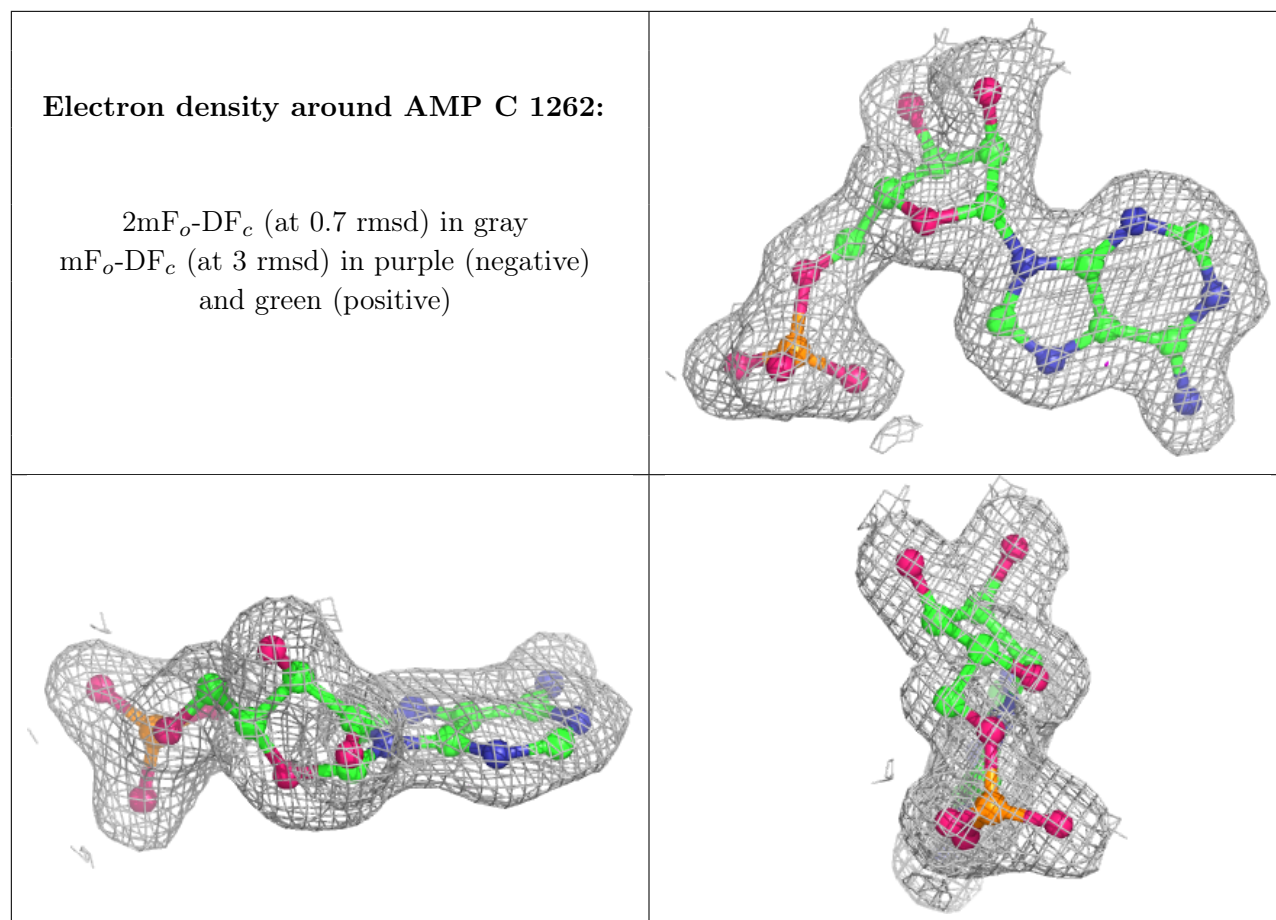 Electron density around AMP C 1262:
2mFo-DFc (at 0.7 rmsd) in gray
mFo-DFc (at 3 rmsd) in purple (negative)
and green (positive)